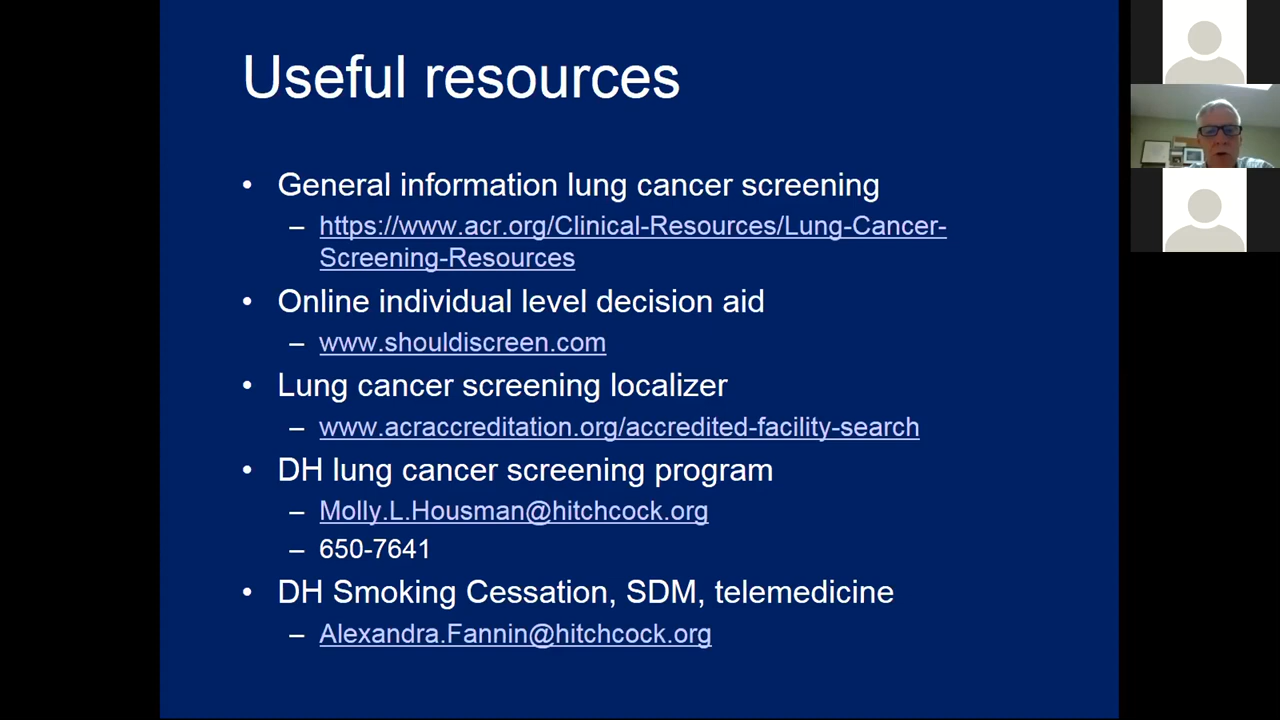 Useful resources
• General information lung cancer screening
– https://www.acr.org/Clinical-Resources/Lung-Cancer-
Screening-Resources
• Online individual level decision aid
– www.shouldiscreen.com
• Lung cancer screening localizer
– www.acraccreditation.org/accredited-facility-search
• DH lung cancer screening program
– Molly.L.Housman@hitchcock.org
– 650-7641
• DH Smoking Cessation, SDM, telemedicine
– Alexandra.Fannin@hitchcock.org